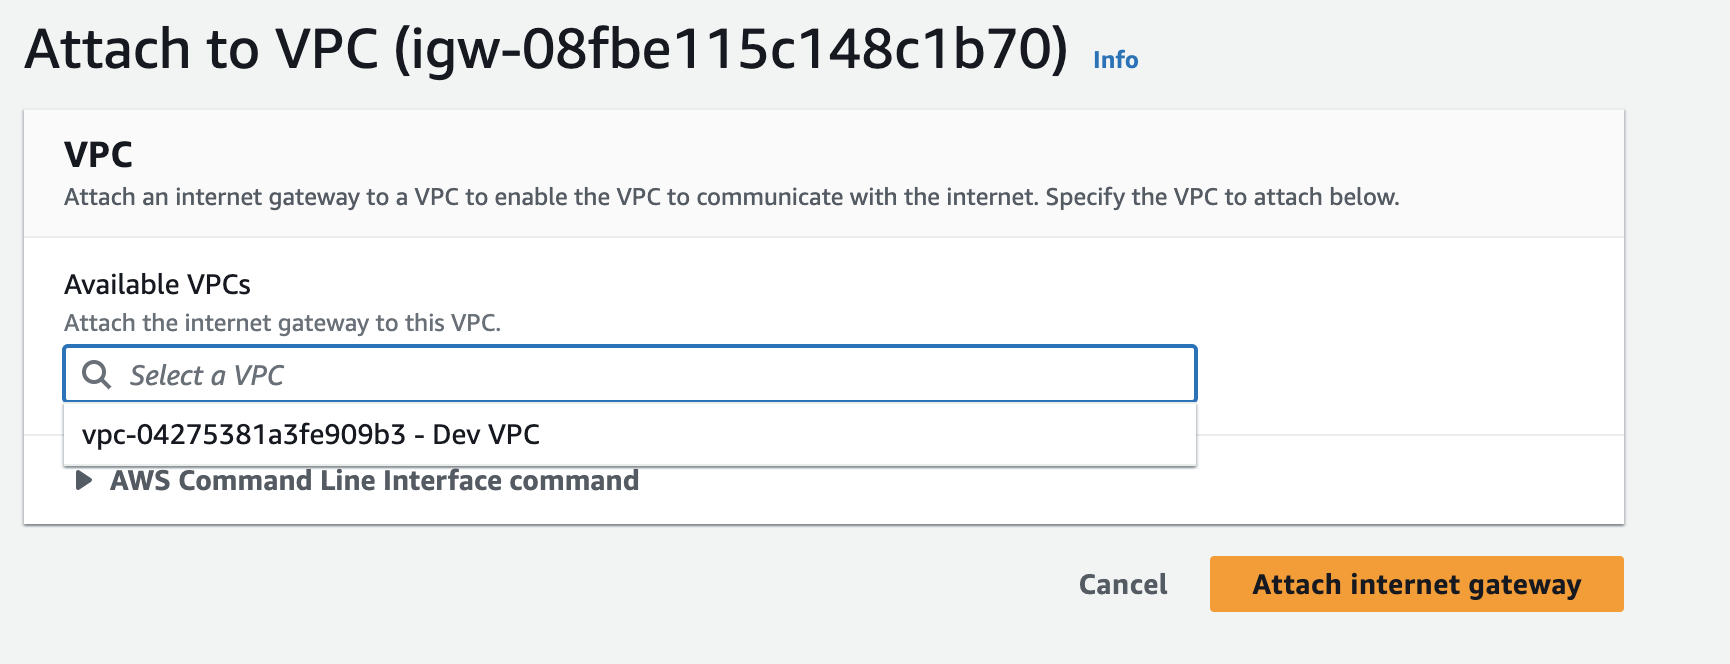 Attach to VPC (igw-08fbe115c148c1b70) Info
VPC
Attach an internet gateway to a VPC to enable the VPC to communicate with the internet. Specify the VPC to attach below.
Available VPCs
Attach the internet gateway to this VPC.
Select a VPC
vpc-04275381a3fe909b3 - Dev VPC
AWS Command Line Interface command
Cancel
Attach internet gateway